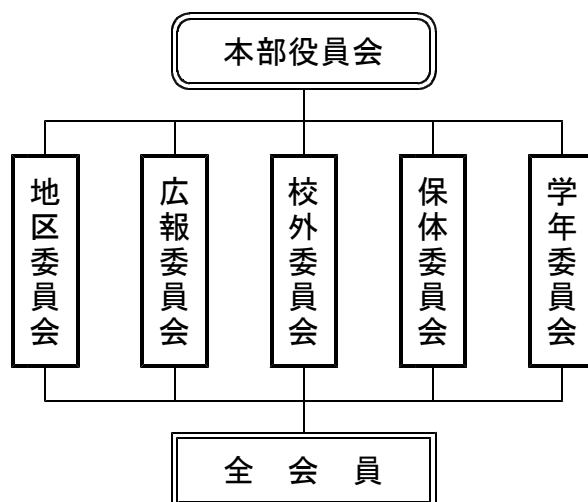 本部役員会
地区委員会
広報委員会
校外委員会
保体委員会
学年委員会
全 会 員